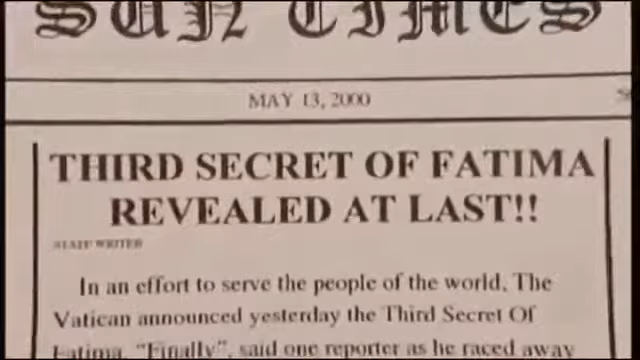 SUN TIMES
MAY 13, 2000
THIRD SECRET OF FATIMA
REVEALED AT LAST!!
STAFF WRITER
In an effort to serve the people of the world, The
Vatican announced yesterday the Third Secret Of
Fatima. "Finally", said one reporter as he raced away